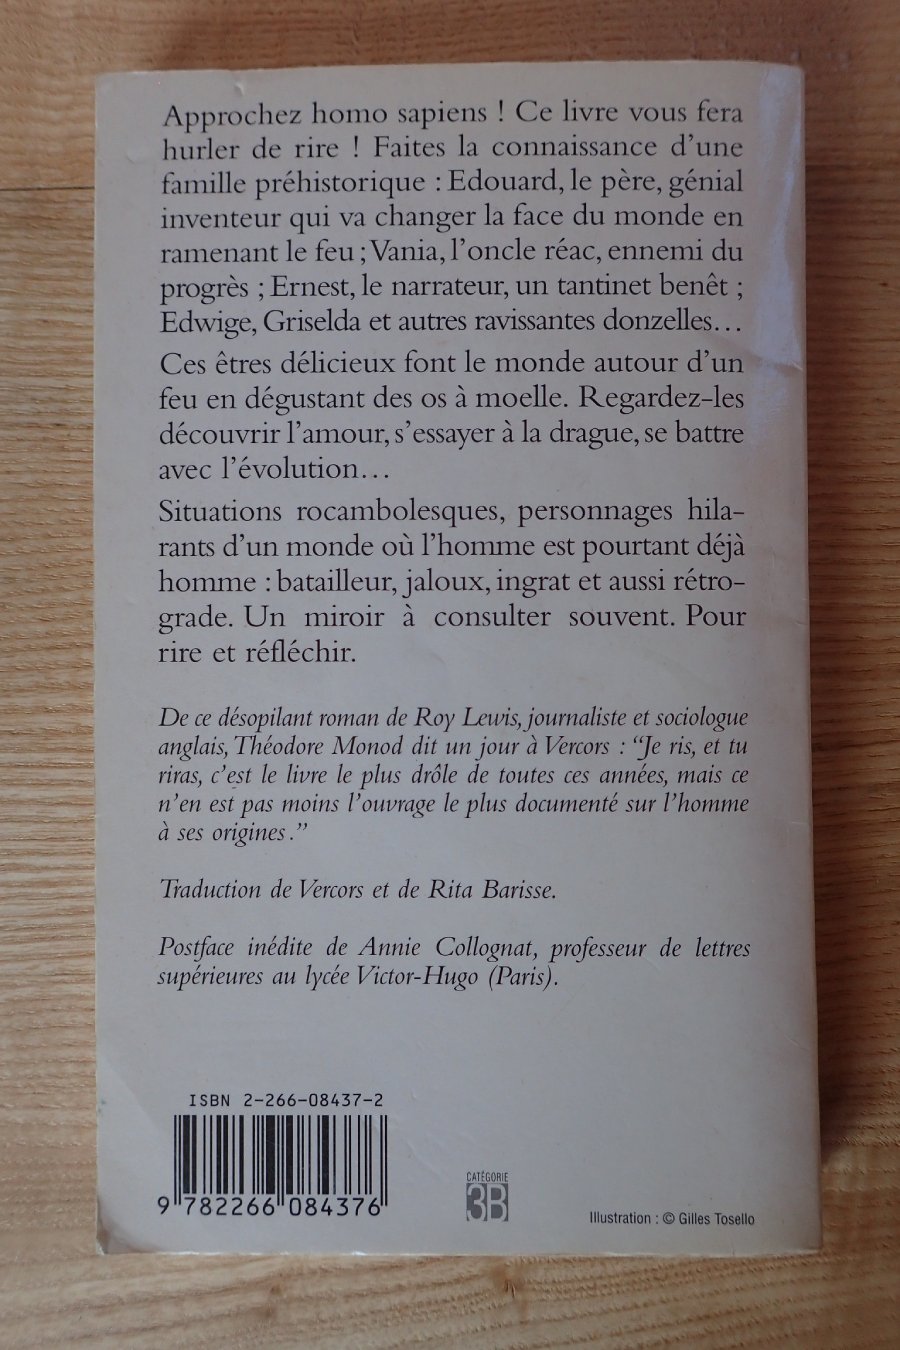 Approchez homo sapiens ! Ce livre vous fera
hurler de rire ! Faites la connaissance d'une
famille préhistorique : Edouard, le père, génial
inventeur qui va changer la face du monde en
ramenant le feu ; Vania, l'oncle réac, ennemi du
progrès ; Ernest, le narrateur, un tantinet benêt ;
Edwige, Griselda et autres ravissantes donzelles…
Ces êtres délicieux font le monde autour d'un
feu en dégustant des os à moelle. Regardez-les
découvrir l'amour, s'essayer à la drague, se battre
avec l'évolution…
Situations rocambolesques, personnages hila-
rants d'un monde où l'homme est pourtant déjà
homme : batailleur, jaloux, ingrat et aussi rétro-
grade. Un miroir à consulter souvent. Pour
rire et réfléchir.
De ce désopilant roman de Roy Lewis, journaliste et sociologue
anglais, Théodore Monod dit un jour à Vercors : “Je ris, et tu
riras, c'est le livre le plus drôle de toutes ces années, mais ce
n'en est pas moins l'ouvrage le plus documenté sur l'homme
à ses origines.”
Traduction de Vercors et de Rita Barisse.
Postface inédite de Annie Collognat, professeur de lettres
supérieures au lycée Victor-Hugo (Paris).
ISBN 2-266-08437-2
9 782266 084376
CATÉGORIE
3B
Illustration : © Gilles Tosello